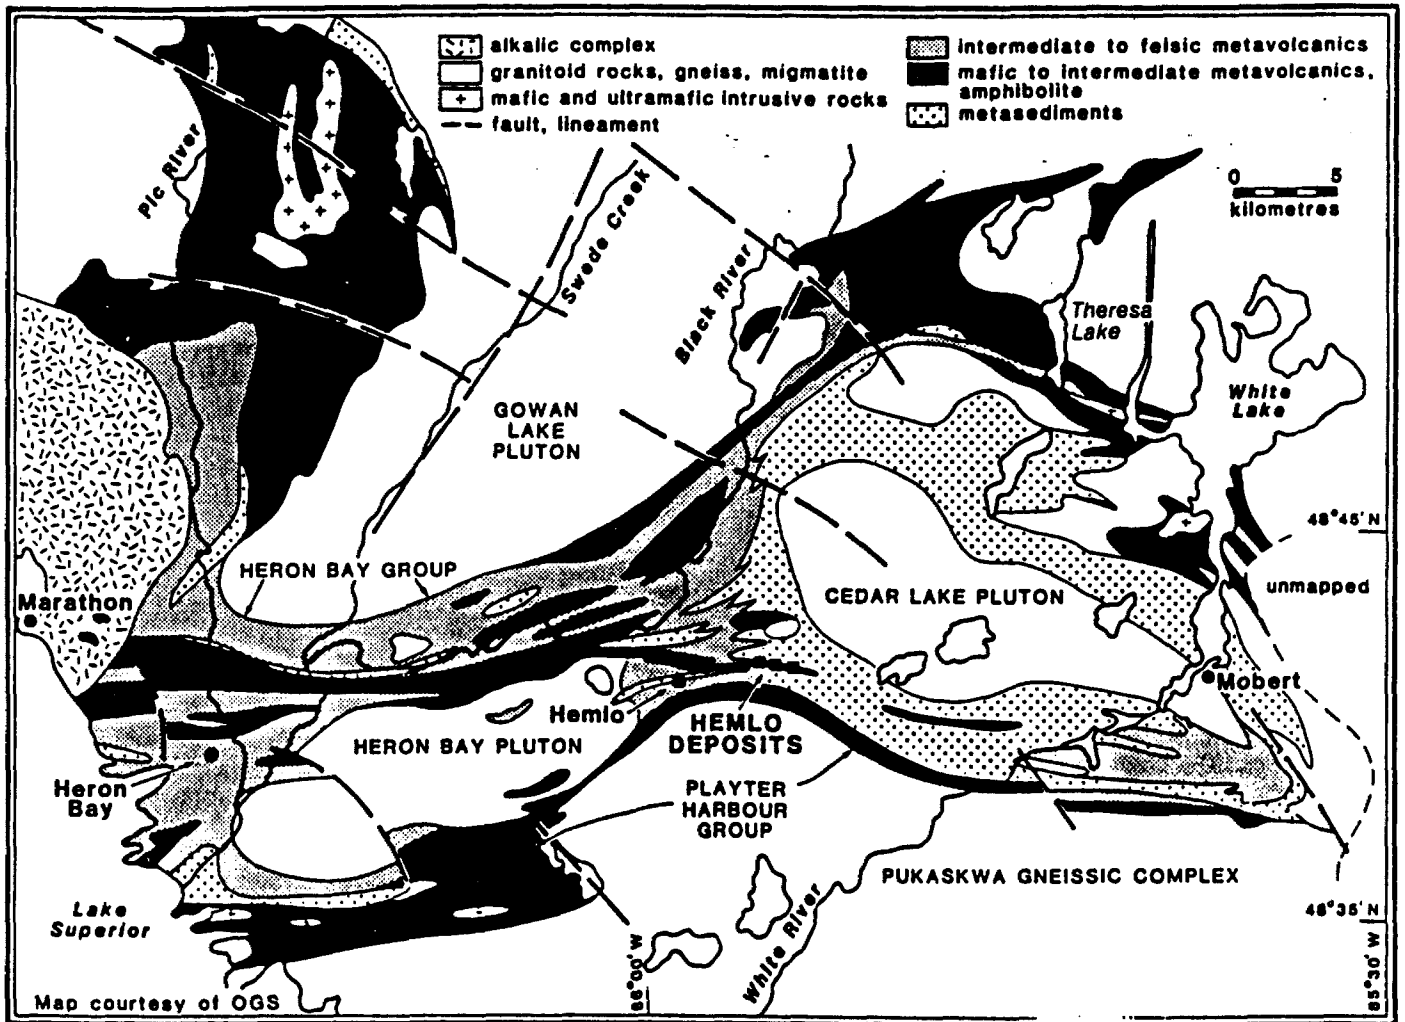 alkalic complex
granitoid rocks, gneiss, migmatite
mafic and ultramafic intrusive rocks
fault, lineament
intermediate to felsic metavolcanics
mafic to intermediate metavolcanics,
amphibolite
metasediments
0 5
kilometres
Pic River
Swede Creek
Black River
Theresa
Lake
White
Lake
GOWAN
LAKE
PLUTON
48°45'N
HERON BAY GROUP
unmapped
Marathon
CEDAR LAKE PLUTON
Mobert
Hemlo
HEMLO
DEPOSITS
HERON BAY PLUTON
Heron
Bay
PLAYTER
HARBOUR
GROUP
PUKASKWA GNEISSIC COMPLEX
Lake
Superior
48°35'N
White River
86°00'W
85°30'W
Map courtesy of OGS